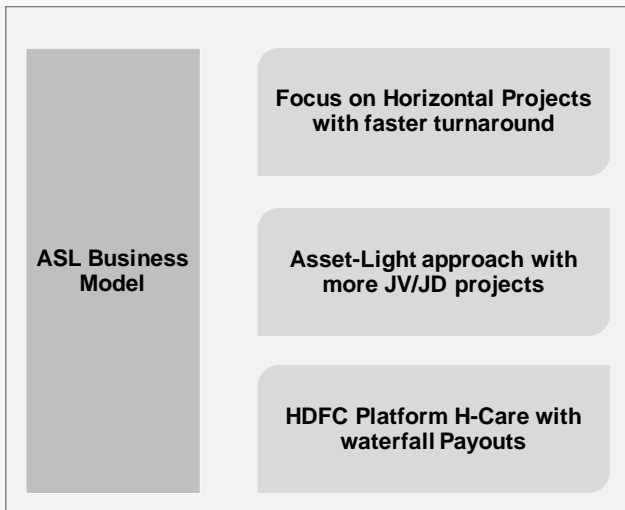 ASL Business
Model
Focus on Horizontal Projects
with faster turnaround
Asset-Light approach with
more JV/JD projects
HDFC Platform H-Care with
waterfall Payouts